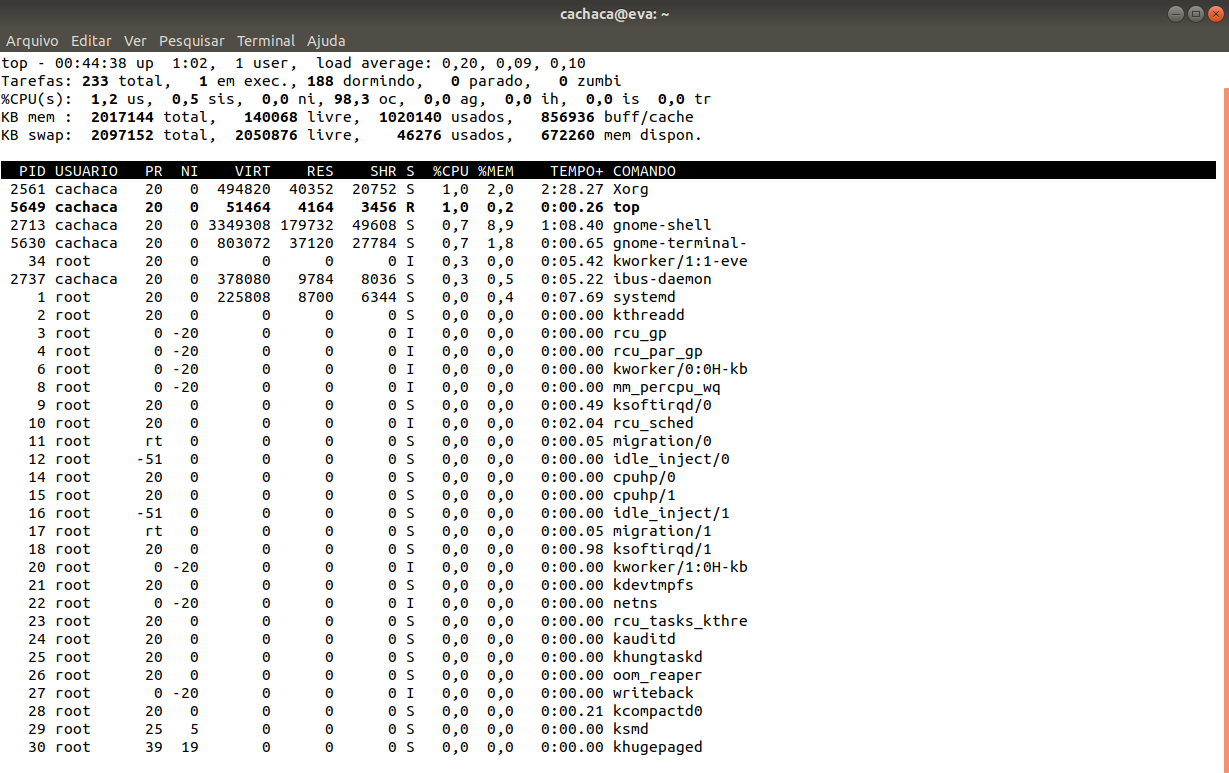 cachaca@eva: ~
Arquivo Editar Ver Pesquisar Terminal Ajuda
top - 00:44:38 up  1:02,  1 user,  load average: 0,20, 0,09, 0,10
Tarefas: 233 total,   1 em exec., 188 dormindo,   0 parado,   0 zumbi
%CPU(s):  1,2 us,  0,5 sis,  0,0 ni, 98,3 oc,  0,0 ag,  0,0 ih,  0,0 is  0,0 tr
KB mem :  2017144 total,   140068 livre,  1020140 usados,   856936 buff/cache
KB swap:  2097152 total,  2050876 livre,    46276 usados,   672260 mem dispon.
  PID USUARIO   PR  NI    VIRT    RES    SHR S  %CPU %MEM    TEMPO+ COMANDO
 2561 cachaca   20   0  494820  40352  20752 S   1,0  2,0   2:28.27 Xorg
 5649 cachaca   20   0   51464   4164   3456 R   1,0  0,2   0:00.26 top
 2713 cachaca   20   0 3349308 179732  49608 S   0,7  8,9   1:08.40 gnome-shell
 5630 cachaca   20   0  803072  37120  27784 S   0,7  1,8   0:00.65 gnome-terminal-
   34 root      20   0       0      0      0 I   0,3  0,0   0:05.42 kworker/1:1-eve
 2737 cachaca   20   0  378080   9784   8036 S   0,3  0,5   0:05.22 ibus-daemon
    1 root      20   0  225808   8700   6344 S   0,0  0,4   0:07.69 systemd
    2 root      20   0       0      0      0 S   0,0  0,0   0:00.00 kthreadd
    3 root       0 -20       0      0      0 I   0,0  0,0   0:00.00 rcu_gp
    4 root       0 -20       0      0      0 I   0,0  0,0   0:00.00 rcu_par_gp
    6 root       0 -20       0      0      0 I   0,0  0,0   0:00.00 kworker/0:0H-kb
    8 root       0 -20       0      0      0 I   0,0  0,0   0:00.00 mm_percpu_wq
    9 root      20   0       0      0      0 S   0,0  0,0   0:00.49 ksoftirqd/0
   10 root      20   0       0      0      0 I   0,0  0,0   0:02.04 rcu_sched
   11 root      rt   0       0      0      0 S   0,0  0,0   0:00.05 migration/0
   12 root     -51   0       0      0      0 S   0,0  0,0   0:00.00 idle_inject/0
   14 root      20   0       0      0      0 S   0,0  0,0   0:00.00 cpuhp/0
   15 root      20   0       0      0      0 S   0,0  0,0   0:00.00 cpuhp/1
   16 root     -51   0       0      0      0 S   0,0  0,0   0:00.00 idle_inject/1
   17 root      rt   0       0      0      0 S   0,0  0,0   0:00.05 migration/1
   18 root      20   0       0      0      0 S   0,0  0,0   0:00.98 ksoftirqd/1
   20 root       0 -20       0      0      0 I   0,0  0,0   0:00.00 kworker/1:0H-kb
   21 root      20   0       0      0      0 S   0,0  0,0   0:00.00 kdevtmpfs
   22 root       0 -20       0      0      0 I   0,0  0,0   0:00.00 netns
   23 root      20   0       0      0      0 S   0,0  0,0   0:00.00 rcu_tasks_kthre
   24 root      20   0       0      0      0 S   0,0  0,0   0:00.00 kauditd
   25 root      20   0       0      0      0 S   0,0  0,0   0:00.00 khungtaskd
   26 root      20   0       0      0      0 S   0,0  0,0   0:00.00 oom_reaper
   27 root       0 -20       0      0      0 I   0,0  0,0   0:00.00 writeback
   28 root      20   0       0      0      0 S   0,0  0,0   0:00.21 kcompactd0
   29 root      25   5       0      0      0 S   0,0  0,0   0:00.00 ksmd
   30 root      39  19       0      0      0 S   0,0  0,0   0:00.00 khugepaged